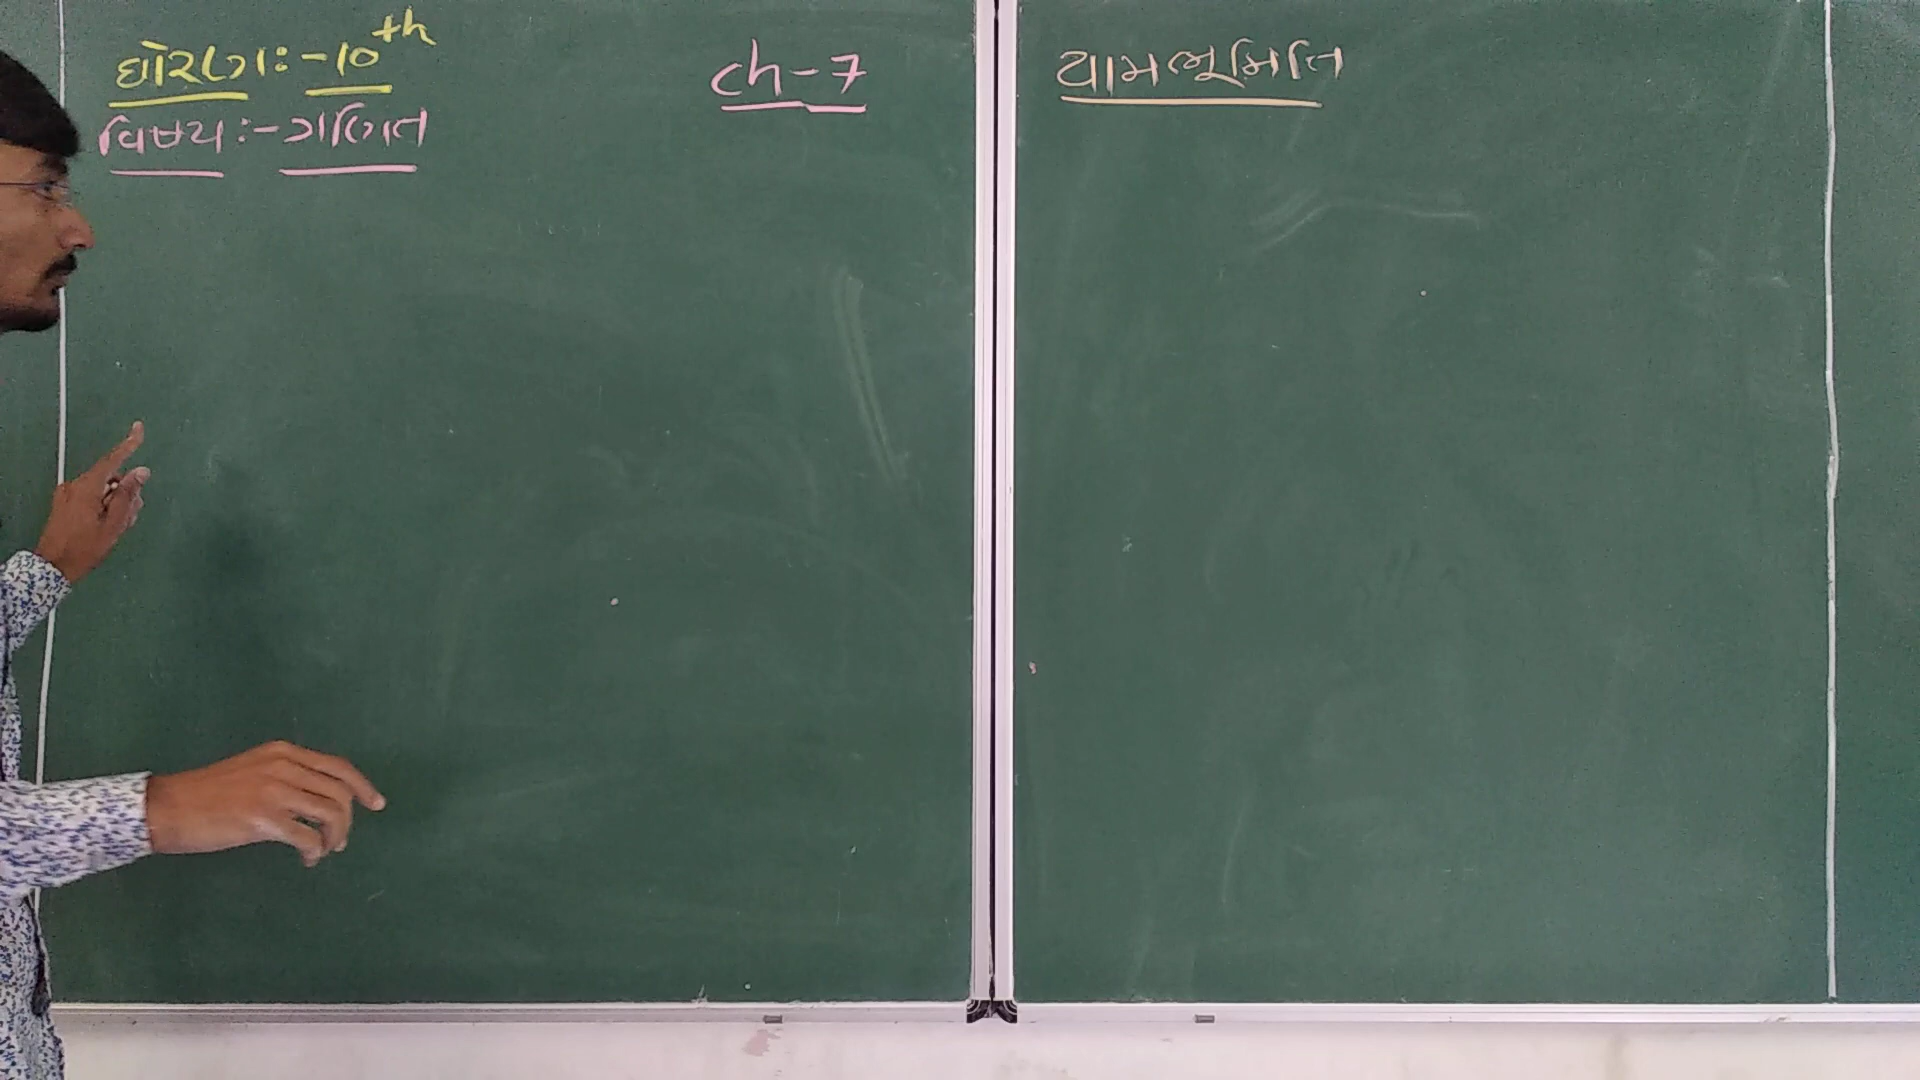 ધોરણ :- 10th
વિષય :- ગણિત
ch-7
યામભૂમિતિ